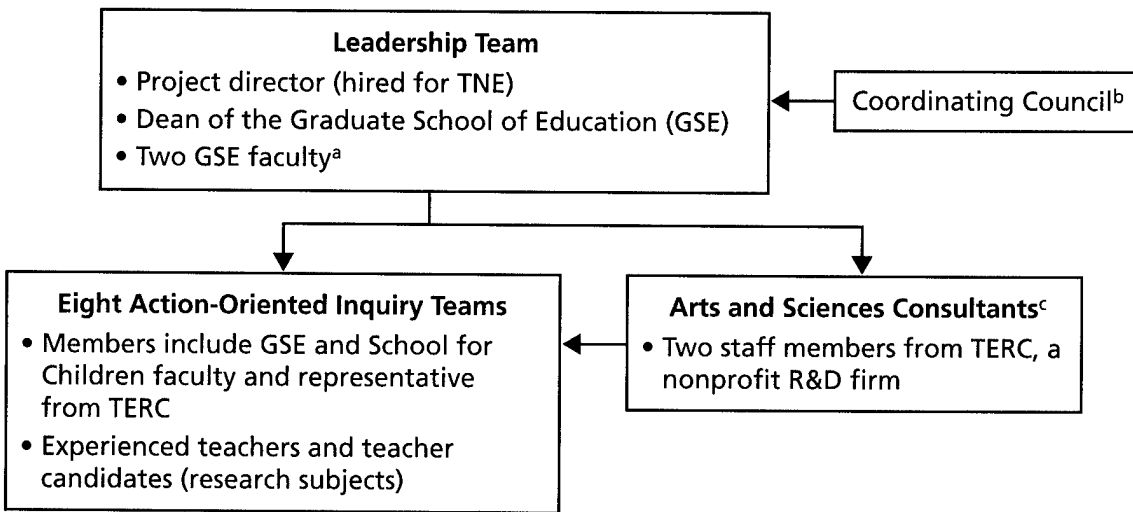 Leadership Team
• Project director (hired for TNE)
• Dean of the Graduate School of Education (GSE)
• Two GSE facultyᵃ
Coordinating Councilᵇ
Eight Action-Oriented Inquiry Teams
• Members include GSE and School for
Children faculty and representative
from TERC
• Experienced teachers and teacher
candidates (research subjects)
Arts and Sciences Consultantsᶜ
• Two staff members from TERC, a
nonprofit R&D firm